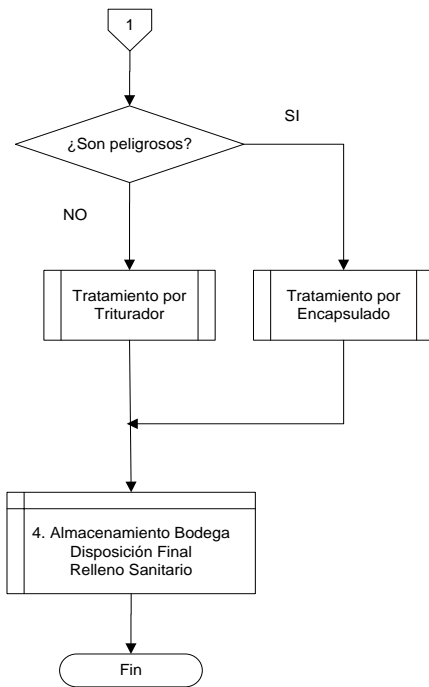 1
¿Son peligrosos?
SI
NO
Tratamiento por
Triturador
Tratamiento por
Encapsulado
4. Almacenamiento Bodega
Disposición Final
Relleno Sanitario
Fin